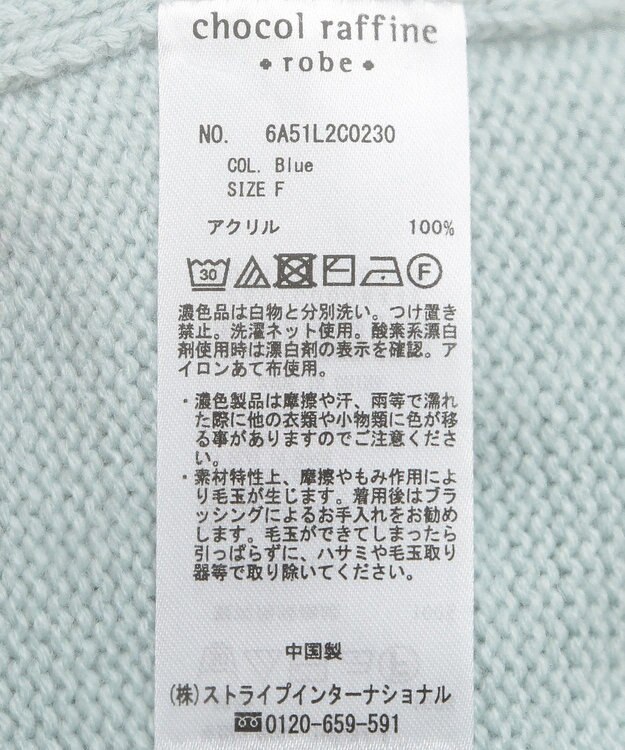 chocol raffine
• robe •
NO. 6A51L2C0230
COL. Blue
SIZE F
アクリル 100%
30 F
濃色品は白物と分別洗い。つけ置き
禁止。洗濯ネット使用。酸素系漂白
剤使用時は漂白剤の表示を確認。ア
イロンあて布使用。
・濃色製品は摩擦や汗、雨等で濡れ
た際に他の衣類や小物類に色が移
る事がありますのでご注意くださ
い。
・素材特性上、摩擦やもみ作用によ
り毛玉が生じます。着用後はブラ
ッシングによるお手入れをお勧め
します。毛玉ができてしまったら
引っぱらずに、ハサミや毛玉取り
器等で取り除いてください。
中国製
(株)ストライプインターナショナル
0120-659-591